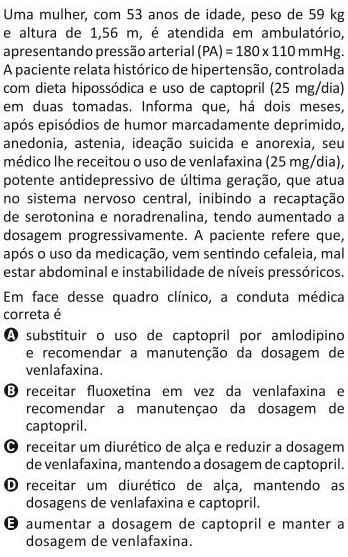 Uma mulher, com 53 anos de idade, peso de 59 kg
e altura de 1,56 m, é atendida em ambulatório,
apresentando pressão arterial (PA) = 180 x 110 mmHg.
A paciente relata histórico de hipertensão, controlada
com dieta hipossódica e uso de captopril (25 mg/dia)
em duas tomadas. Informa que, há dois meses,
após episódios de humor marcadamente deprimido,
anedonia, astenia, ideação suicida e anorexia, seu
médico lhe receitou o uso de venlafaxina (25 mg/dia),
potente antidepressivo de última geração, que atua
no sistema nervoso central, inibindo a recaptação
de serotonina e noradrenalina, tendo aumentado a
dosagem progressivamente. A paciente refere que,
após o uso da medicação, vem sentindo cefaleia, mal
estar abdominal e instabilidade de níveis pressóricos.
Em face desse quadro clínico, a conduta médica
correta é
A substituir o uso de captopril por amlodipino
e recomendar a manutenção da dosagem de
venlafaxina.
B receitar fluoxetina em vez da venlafaxina e
recomendar a manutençao da dosagem de
captopril.
C receitar um diurético de alça e reduzir a dosagem
de venlafaxina, mantendo a dosagem de captopril.
D receitar um diurético de alça, mantendo as
dosagens de venlafaxina e captopril.
E aumentar a dosagem de captopril e manter a
dosagem de venlafaxina.